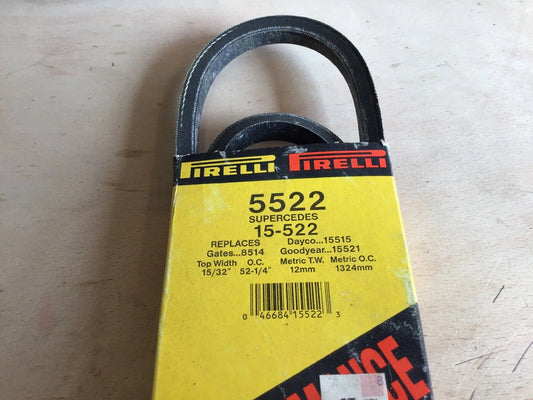 PIRELLI PIRELLI
5522
SUPERCEDES
15-522
REPLACES Dayco...15515
Gates...8514 Goodyear...15521
Top Width O.C. Metric T.W. Metric O.C.
15/32" 52-1/4" 12mm 1324mm
0 46684 15522 3